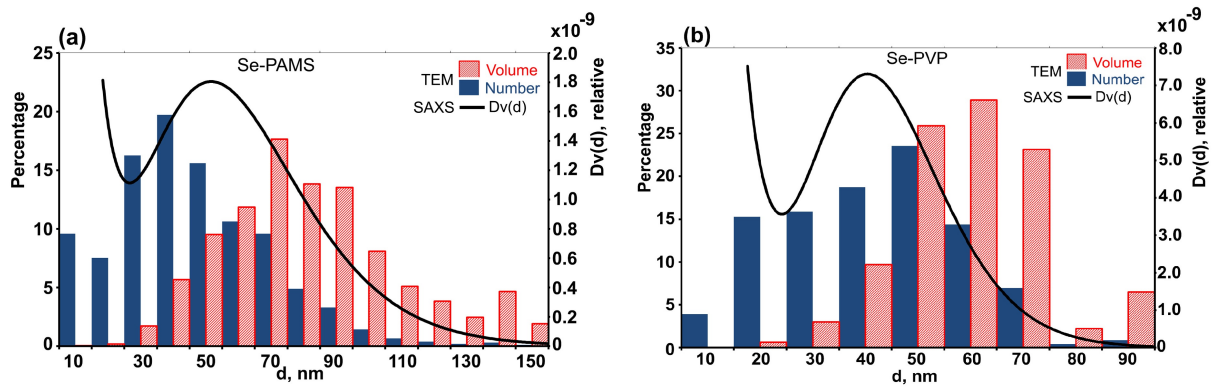 (a)
x10⁻⁹
Se-PAMS
TEM
Volume
Number
SAXS
Dv(d)
Percentage
25
20
15
10
5
0
2.0
1.8
1.6
1.4
1.2
1.0
0.8
0.6
0.4
0.2
0
Dv(d), relative
10 30 50 70 90 110 130 150
d, nm
(b)
x10⁻⁹
Se-PVP
TEM
Volume
Number
SAXS
Dv(d)
Percentage
35
30
25
20
15
10
5
0
8.0
7.0
6.0
5.0
4.0
3.0
2.0
1.0
0
Dv(d), relative
10 20 30 40 50 60 70 80 90
d, nm